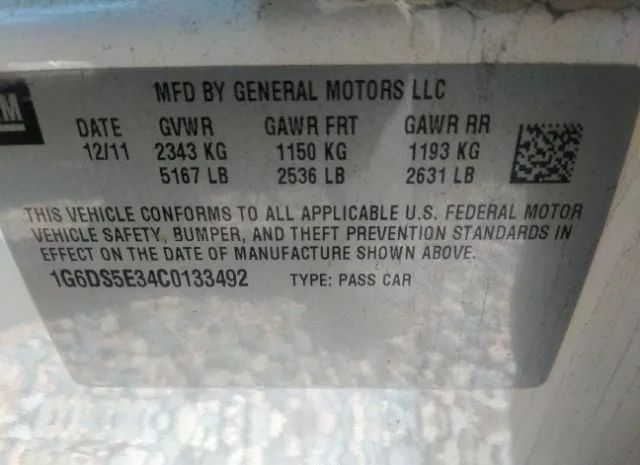 MFD BY GENERAL MOTORS LLC
M
DATE GVWR GAWR FRT GAWR RR
12/11 2343 KG 1150 KG 1193 KG
5167 LB 2536 LB 2631 LB
THIS VEHICLE CONFORMS TO ALL APPLICABLE U.S. FEDERAL MOTOR
VEHICLE SAFETY, BUMPER, AND THEFT PREVENTION STANDARDS IN
EFFECT ON THE DATE OF MANUFACTURE SHOWN ABOVE.
1G6DS5E34C0133492 TYPE: PASS CAR